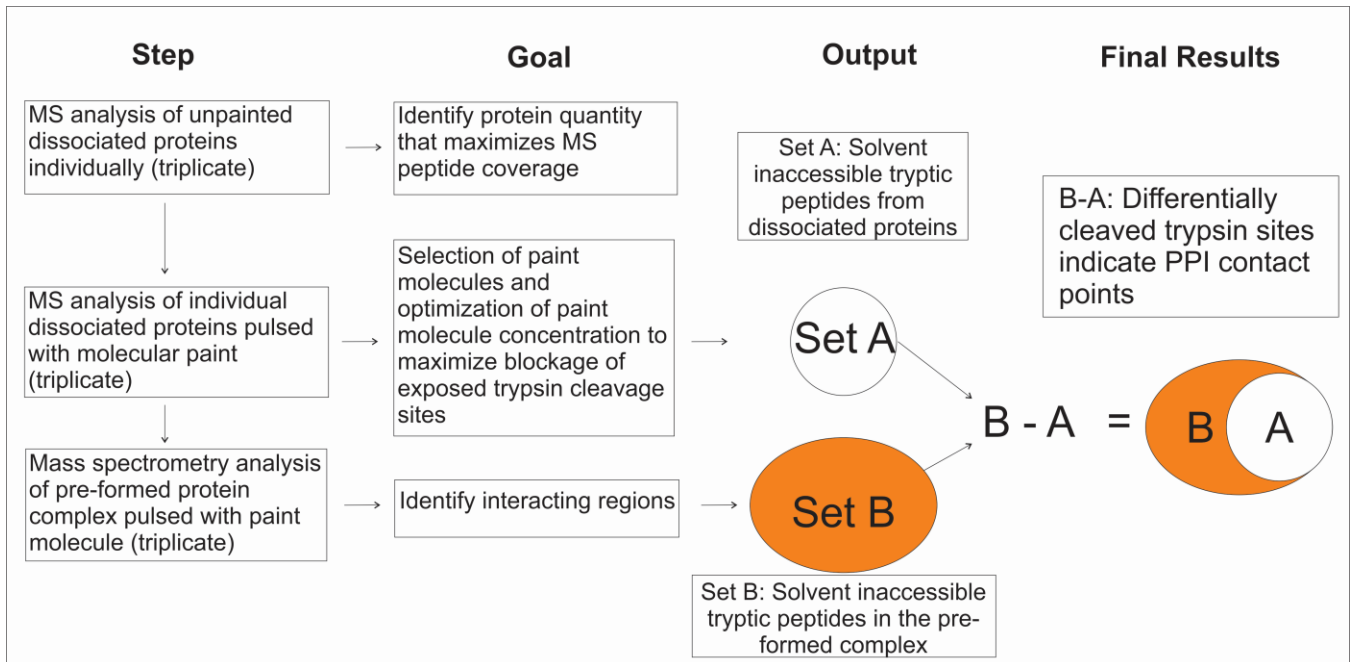 Step
Goal
Output
Final Results
MS analysis of unpainted
dissociated proteins
individually (triplicate)
Identify protein quantity
that maximizes MS
peptide coverage
Set A: Solvent
inaccessible tryptic
peptides from
dissociated proteins
B-A: Differentially
cleaved trypsin sites
indicate PPI contact
points
MS analysis of individual
dissociated proteins pulsed
with molecular paint
(triplicate)
Selection of paint
molecules and
optimization of paint
molecule concentration to
maximize blockage of
exposed trypsin cleavage
sites
Set A
B - A =
B
A
Mass spectrometry analysis
of pre-formed protein
complex pulsed with paint
molecule (triplicate)
Identify interacting regions
Set B
Set B: Solvent inaccessible
tryptic peptides in the pre-
formed complex